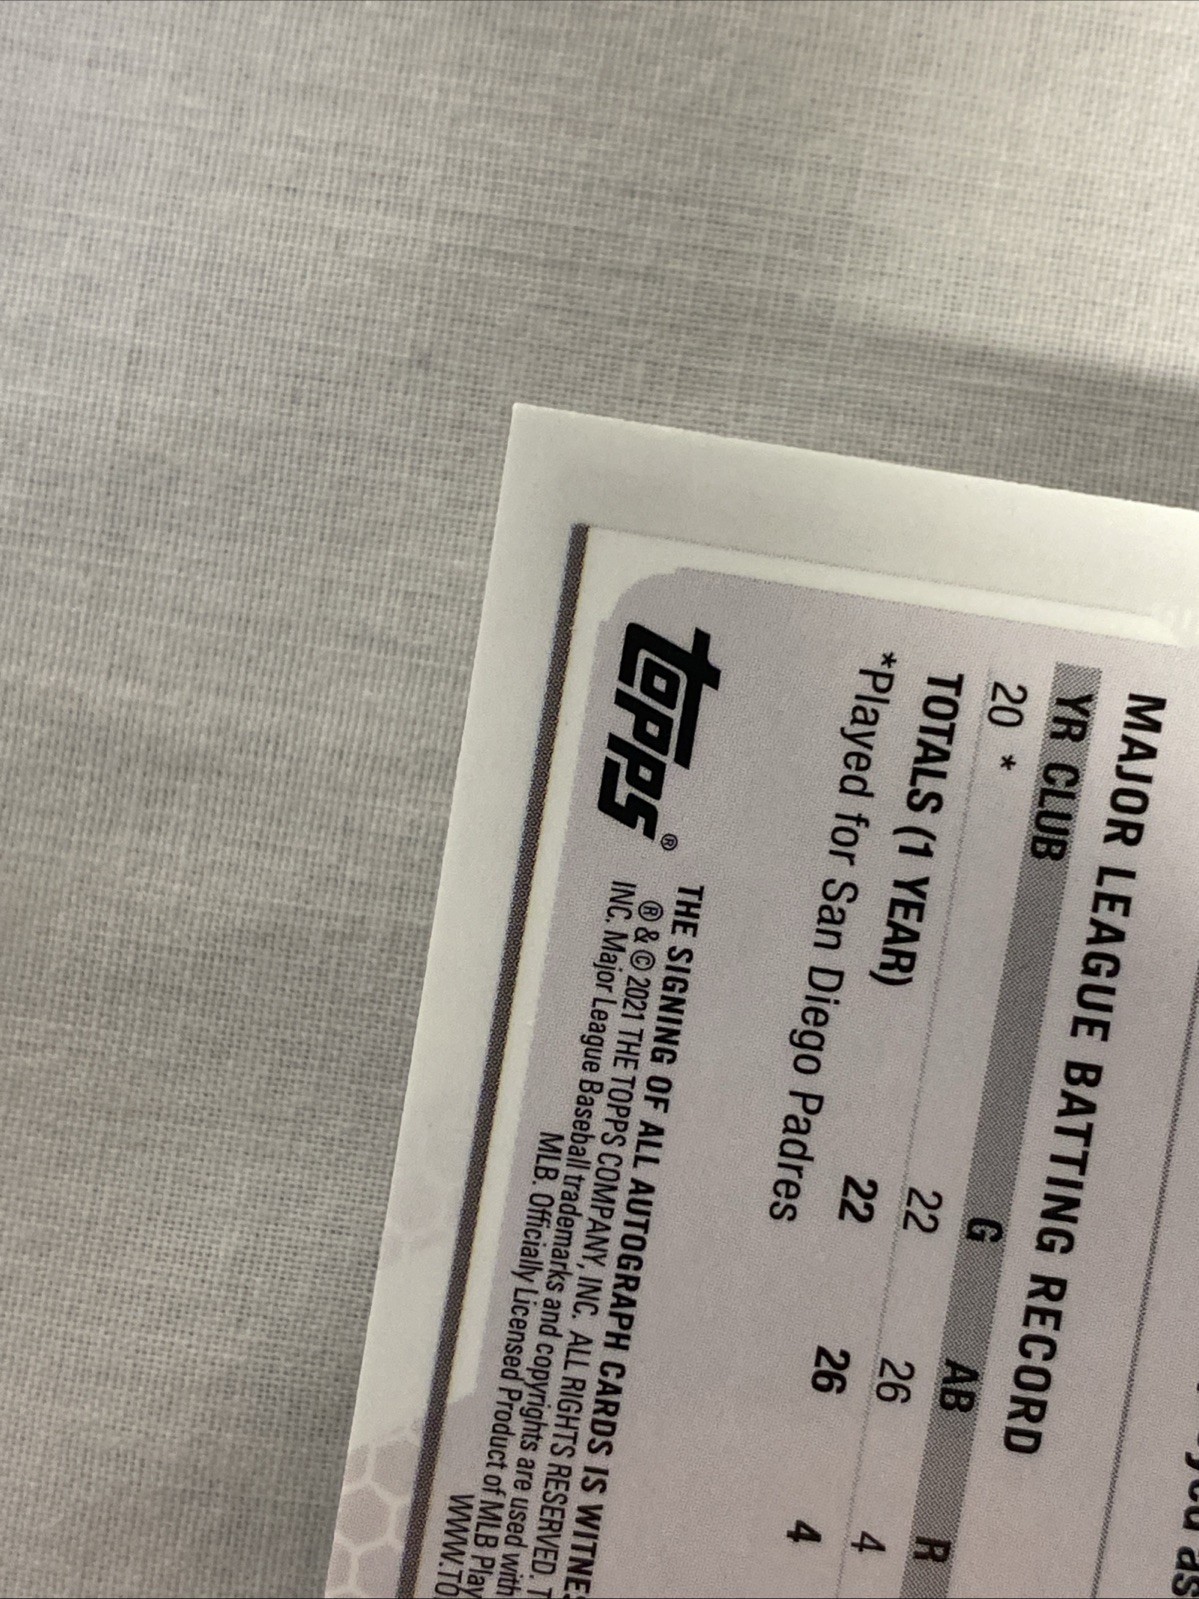 MAJOR LEAGUE BATTING RECORD
YR CLUB G AB R
20 * 22 26 4
TOTALS (1 YEAR) 22 26 4
*Played for San Diego Padres
topps®
THE SIGNING OF ALL AUTOGRAPH CARDS IS
® & © 2021 THE TOPPS COMPANY, INC. ALL RIGHTS RESERVED.
INC. Major League Baseball trademarks and copyrights are used with
MLB. Officially Licensed Product of MLB